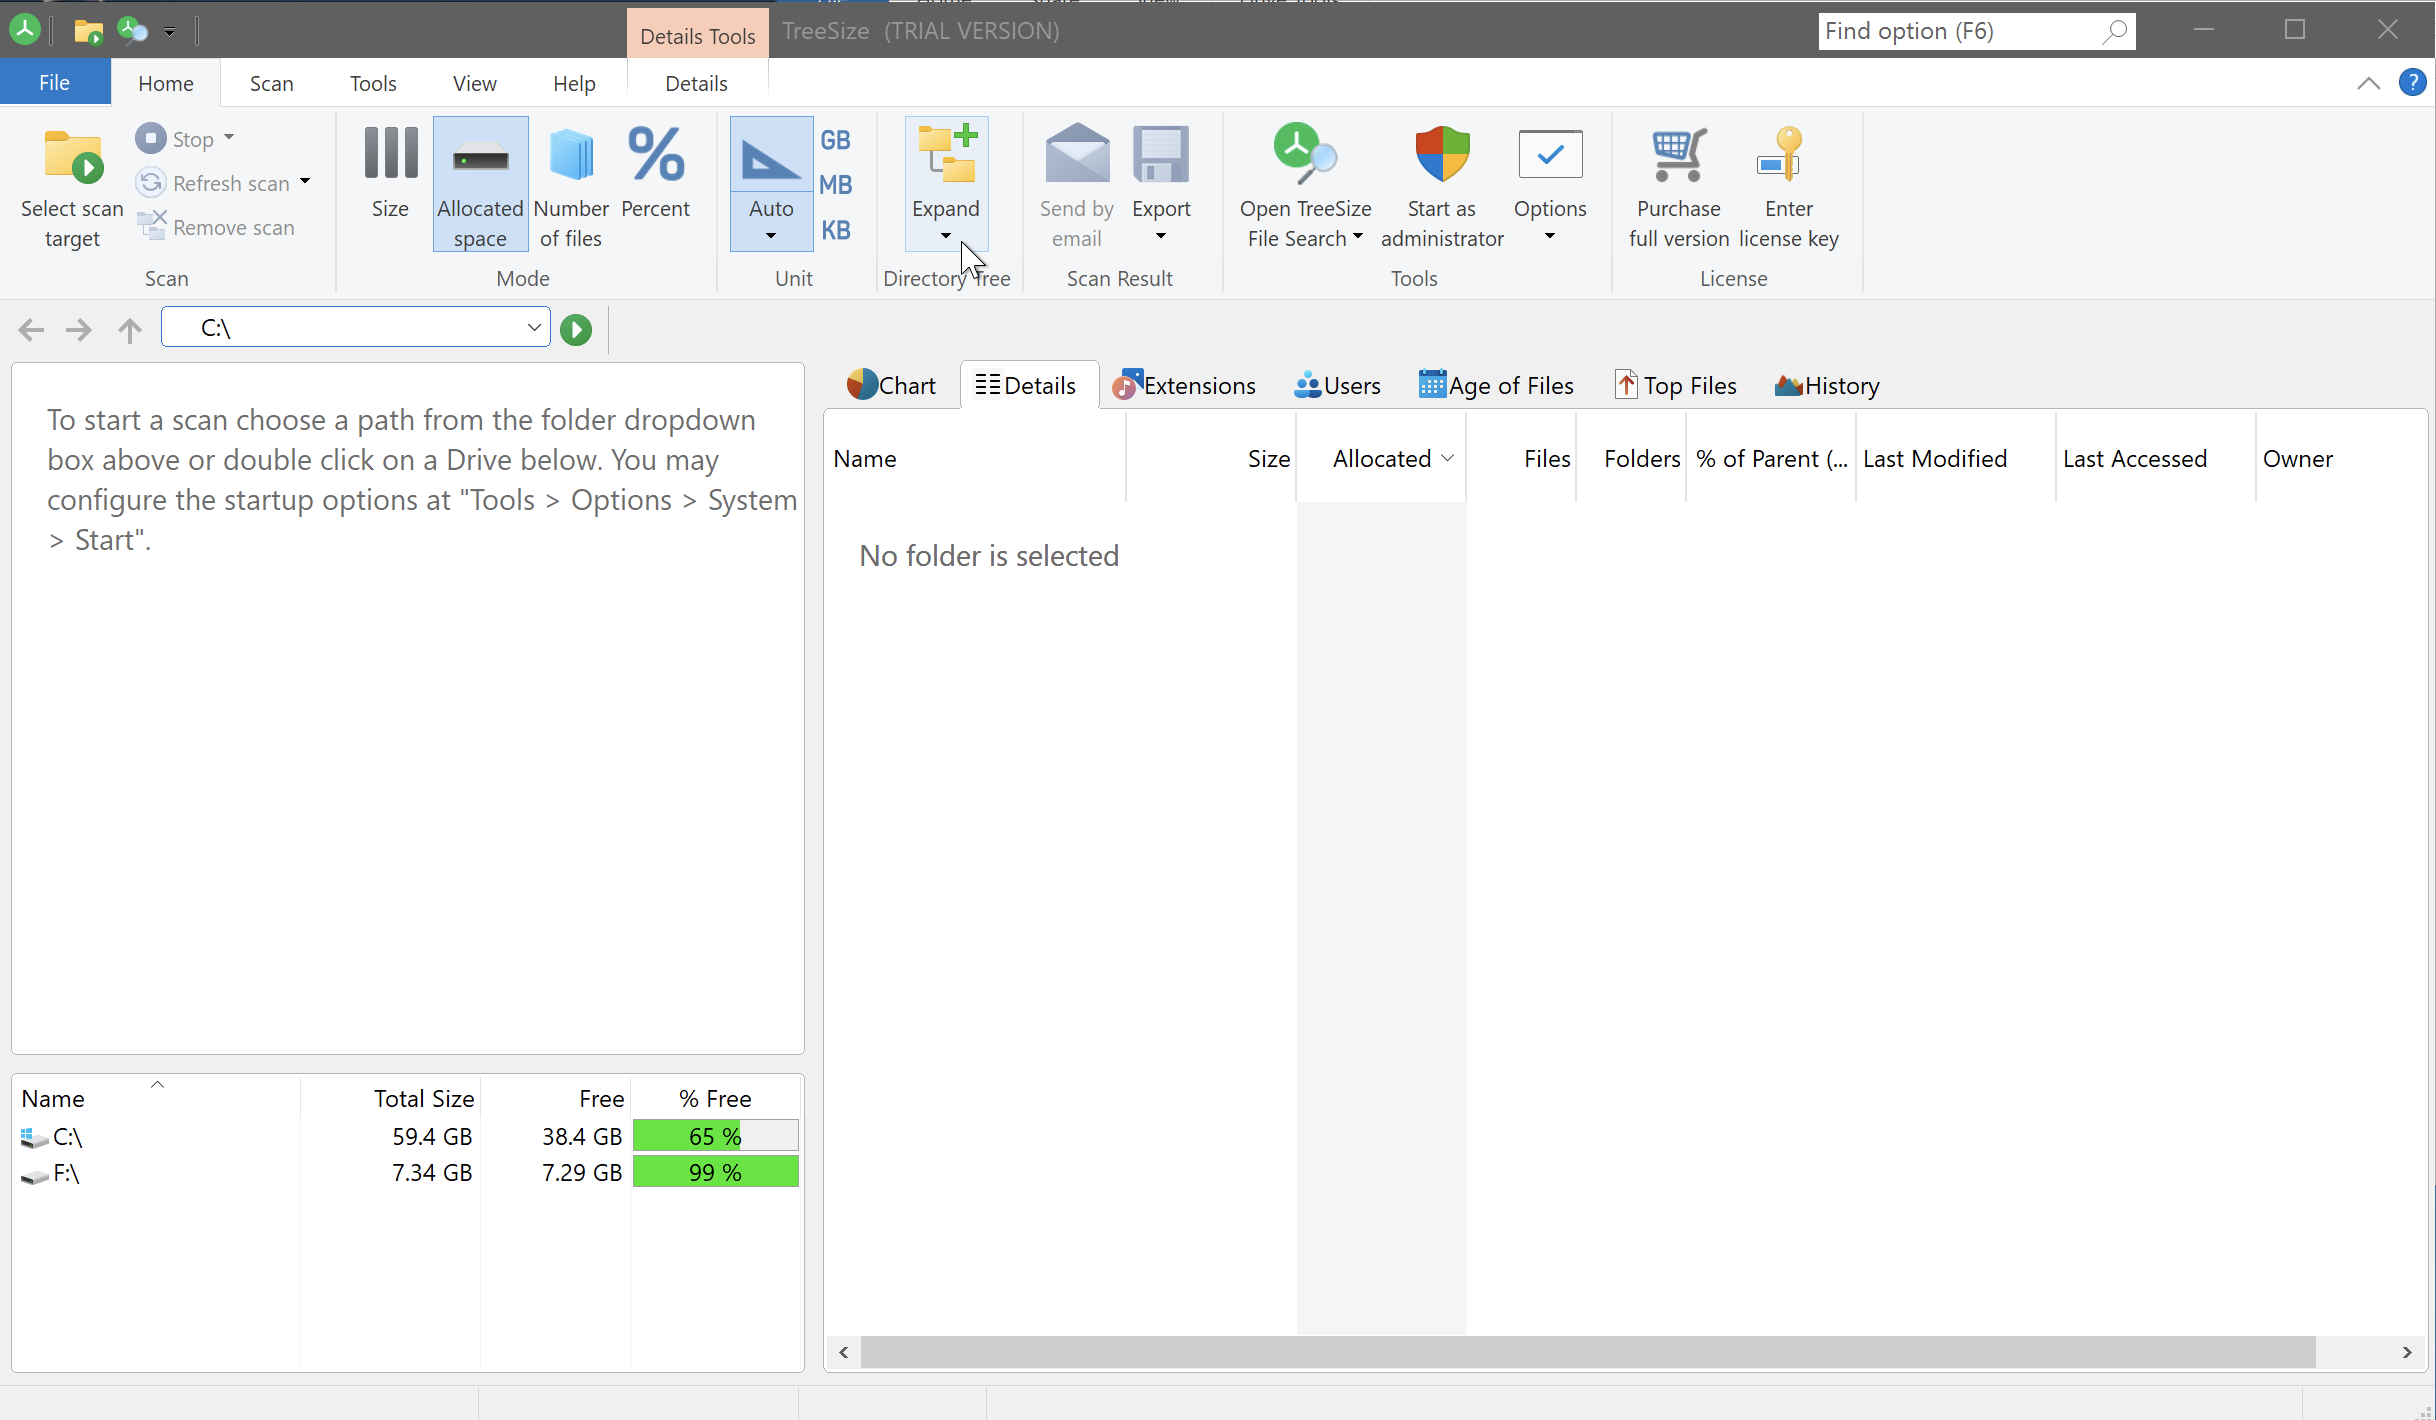 Details Tools
TreeSize (TRIAL VERSION)
Find option (F6)
File
Home
Scan
Tools
View
Help
Details
?
Select scan
target
Stop
Refresh scan
Remove scan
Scan
Size
Allocated
space
Number
of files
%
Percent
Mode
Auto
GB
MB
KB
Unit
Expand
Directory Tree
Send by
email
Export
Scan Result
Open TreeSize
File Search
Start as
administrator
Options
Tools
Purchase
full version
Enter
license key
License
C:\
To start a scan choose a path from the folder dropdown
box above or double click on a Drive below. You may
configure the startup options at "Tools > Options > System
> Start".
Chart
Details
Extensions
Users
Age of Files
Top Files
History
Name Size Allocated Files Folders % of Parent (... Last Modified Last Accessed Owner
No folder is selected
Name Total Size Free % Free
C:\ 59.4 GB 38.4 GB 65 %
F:\ 7.34 GB 7.29 GB 99 %